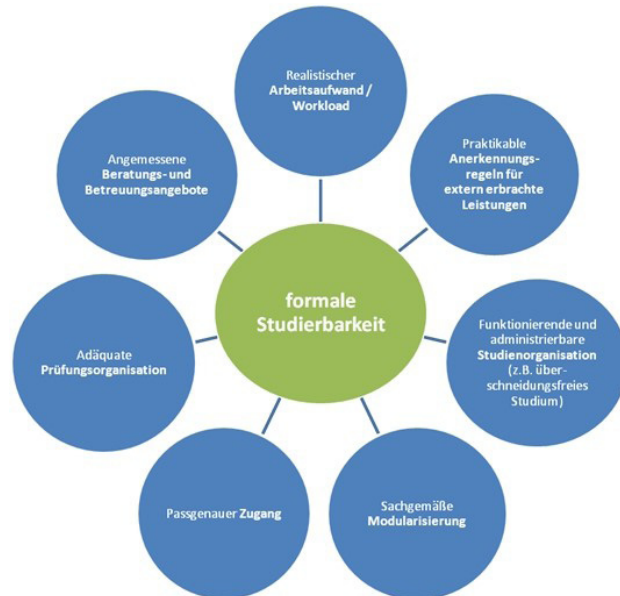 Realistischer
Arbeitsaufwand /
Workload
Praktikable
Anerkennungs-
regeln für
extern erbrachte
Leistungen
Funktionierende und
administrierbare
Studienorganisation
(z.B. über-
schneidungsfreies
Studium)
Sachgemäße
Modularisierung
Passgenauer Zugang
Adäquate
Prüfungsorganisation
Angemessene
Beratungs- und
Betreuungsangebote
formale
Studierbarkeit